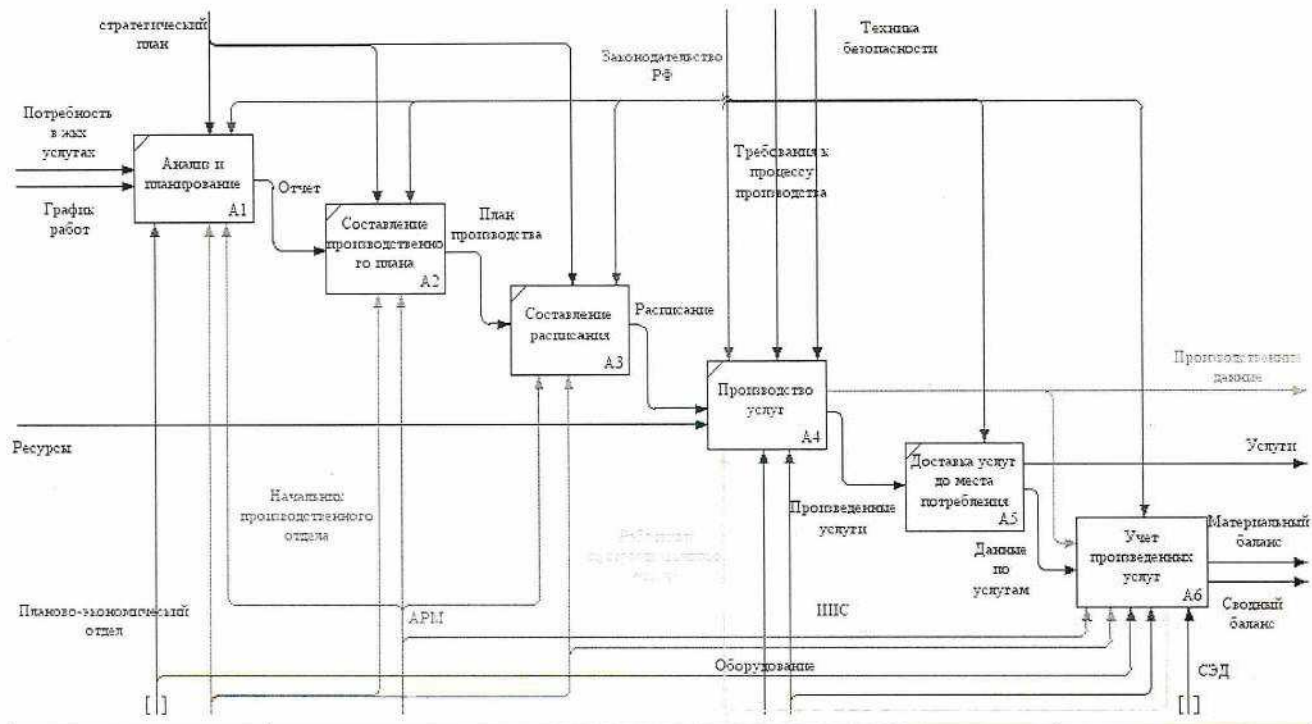 стратегический
план
Техника
безопасности
Законодательство
РФ
Потребность
в жых
услугах
График
работ
Анализ и
планирование
A1
Отчет
Составление
производственно
го плана
A2
План
производства
Составление
расписания
A3
Расписание
Требования к
процессу
производства
Производство
услуг
A4
Производственные
данные
Ресурсы
Услуги
Доставка услуг
до места
потребления
A5
Начальник
производственного
отдела
Произведенные
услуги
Данные
по
услугам
Учет
произведенных
услуг
A6
Материальный
баланс
Сводный
баланс
Планово-экономический
отдел
АРМ
Оборудование
СЭД